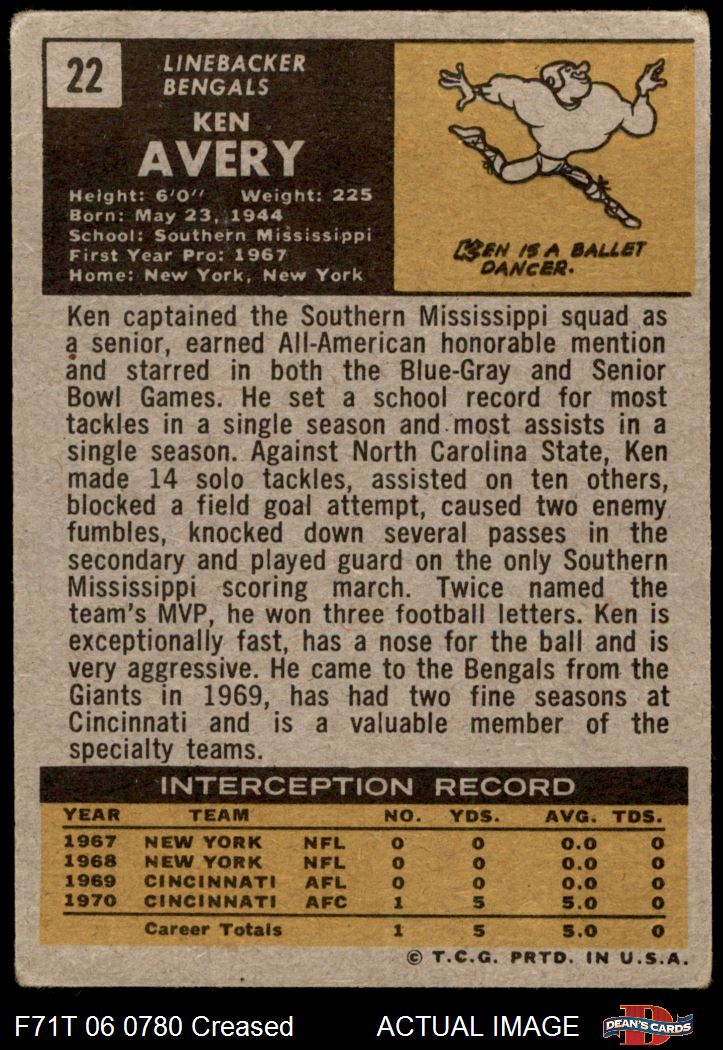 22
LINEBACKER
BENGALS
KEN
AVERY
Height: 6'0" Weight: 225
Born: May 23, 1944
School: Southern Mississippi
First Year Pro: 1967
Home: New York, New York
KEN IS A BALLET
DANCER.
Ken captained the Southern Mississippi squad as
a senior, earned All-American honorable mention
and starred in both the Blue-Gray and Senior
Bowl Games. He set a school record for most
tackles in a single season and most assists in a
single season. Against North Carolina State, Ken
made 14 solo tackles, assisted on ten others,
blocked a field goal attempt, caused two enemy
fumbles, knocked down several passes in the
secondary and played guard on the only Southern
Mississippi scoring march. Twice named the
team's MVP, he won three football letters. Ken is
exceptionally fast, has a nose for the ball and is
very aggressive. He came to the Bengals from the
Giants in 1969, has had two fine seasons at
Cincinnati and is a valuable member of the
specialty teams.
INTERCEPTION RECORD
YEAR TEAM NO. YDS. AVG. TDS.
1967 NEW YORK NFL 0 0 0.0 0
1968 NEW YORK NFL 0 0 0.0 0
1969 CINCINNATI AFL 0 0 0.0 0
1970 CINCINNATI AFC 1 5 5.0 0
Career Totals 1 5 5.0 0
© T.C.G. PRTD. IN U.S.A.
F71T 06 0780 Creased ACTUAL IMAGE
D
DEAN'S CARDS